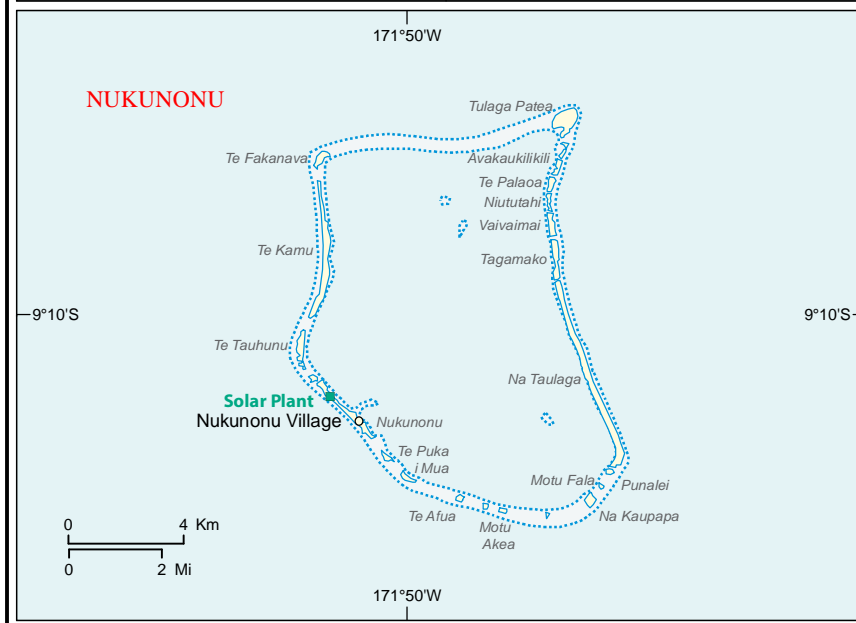 171°50'W
NUKUNONU
Tulaga Patea
Te Fakanava
Avakaukilikili
Te Palaoa
Niututahi
Vaivaimai
Te Kamu
Tagamako
9°10'S
9°10'S
Te Tauhunu
Na Taulaga
Solar Plant
Nukunonu Village
Nukunonu
Te Puka
i Mua
Motu Fala
Punalei
Te Afua
Motu
Akea
Na Kaupapa
0 4 Km
0 2 Mi
171°50'W